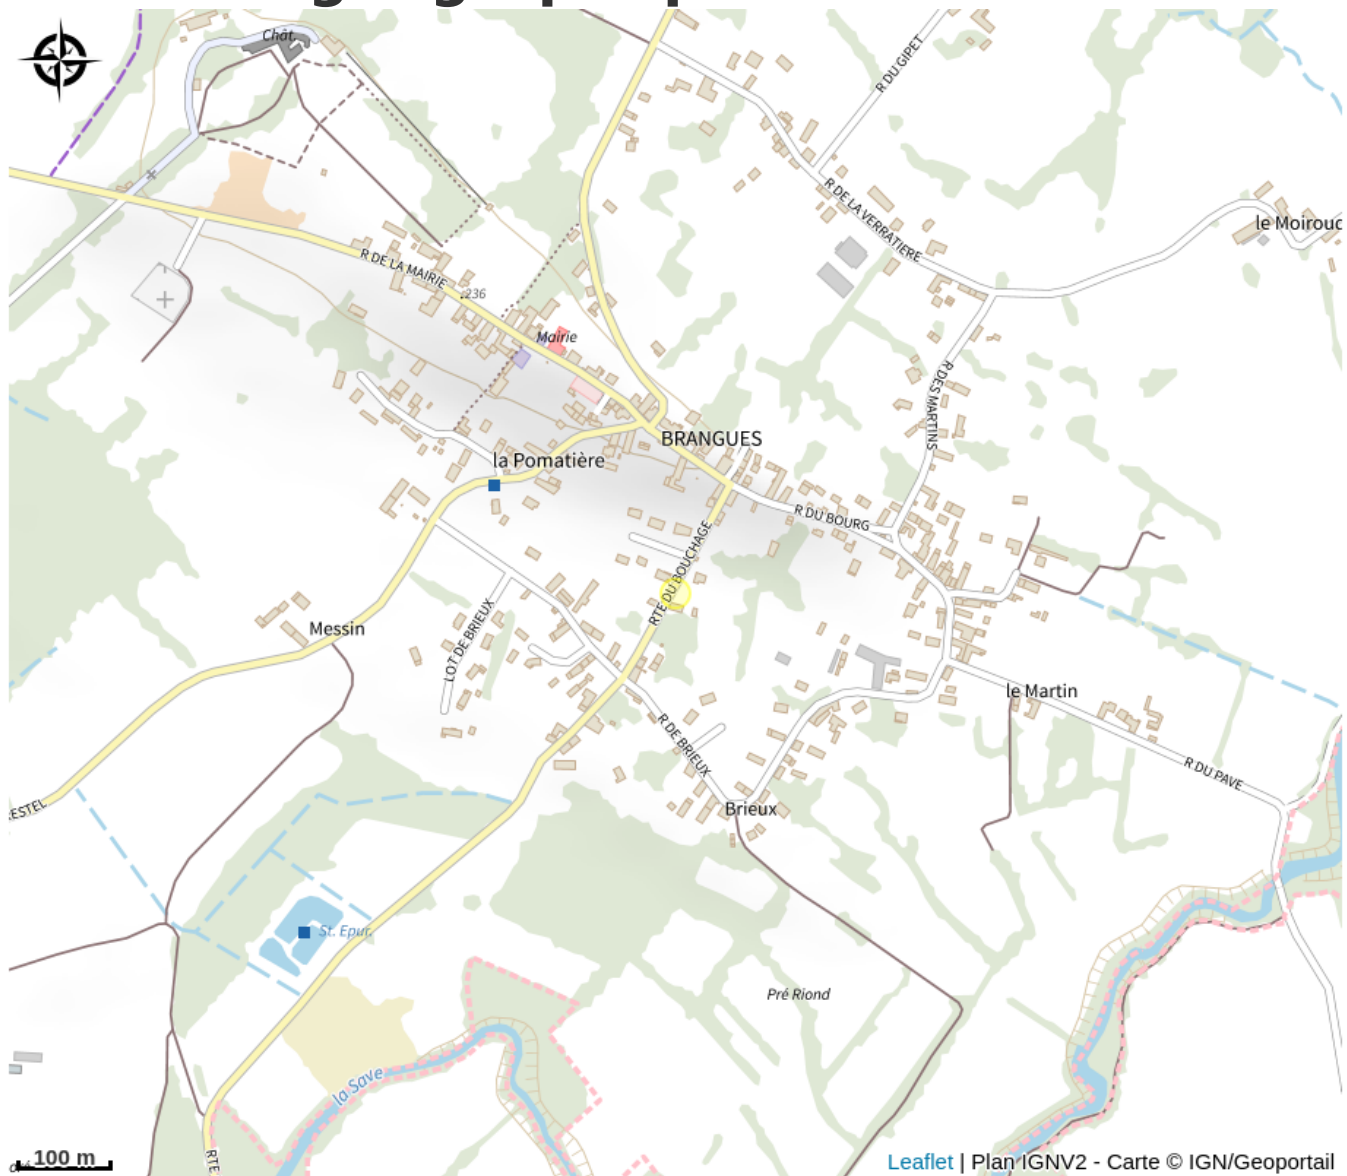 Chât.
R DU GIPET
R DE LA VERRATIERE
le Moirouc
R DE LA MAIRIE
236
Mairie
R DES MARTINS
BRANGUES
la Pomatière
R DU BOURG
RTE DU BOUCHAGE
LOT DE BRIEUX
Messin
le Martin
R DE BRIEUX
R DU PAVE
ESTEL
Brieux
St. Epur.
Pré Riond
la Save
RTE
100 m
Leaflet | Plan IGNV2 - Carte © IGN/Geoportail